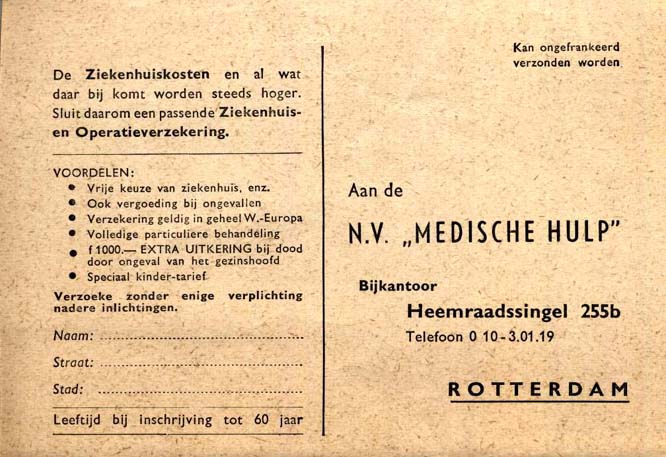 De Ziekenhuiskosten en al wat
daar bij komt worden steeds hoger.
Sluit daarom een passende Ziekenhuis-
en Operatieverzekering.
VOORDELEN:
• Vrije keuze van ziekenhuis, enz.
• Ook vergoeding bij ongevallen
• Verzekering geldig in geheel W.-Europa
• Volledige particuliere behandeling
• f 1000.— EXTRA UITKERING bij dood
door ongeval van het gezinshoofd
• Speciaal kinder-tarief
Verzoeke zonder enige verplichting
nadere inlichtingen.
Naam: ..............................
Straat: ..............................
Stad: ..............................
Leeftijd bij inschrijving tot 60 jaar
Kan ongefrankeerd
verzonden worden
Aan de
N.V. „MEDISCHE HULP”
Bijkantoor
Heemraadssingel 255b
Telefoon 0 10-3.01.19
ROTTERDAM